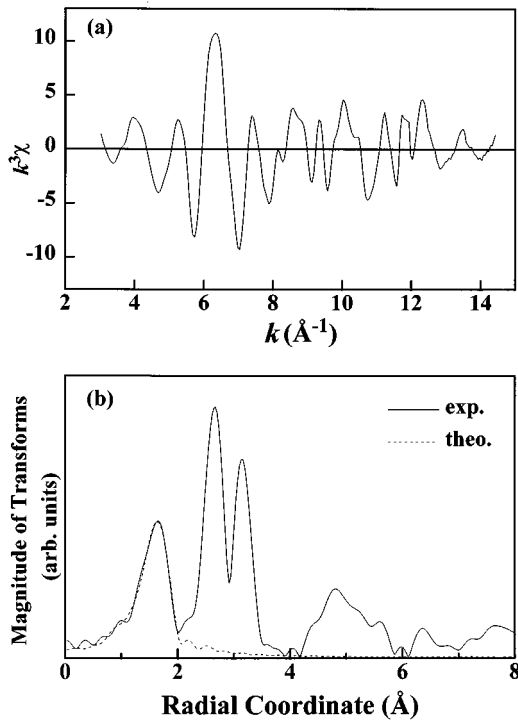 (a)
10
5
0
-5
-10
k³χ
2 4 6 8 10 12 14
k (Å⁻¹)
(b)
exp.
theo.
Magnitude of Transforms
(arb. units)
0 2 4 6 8
Radial Coordinate (Å)